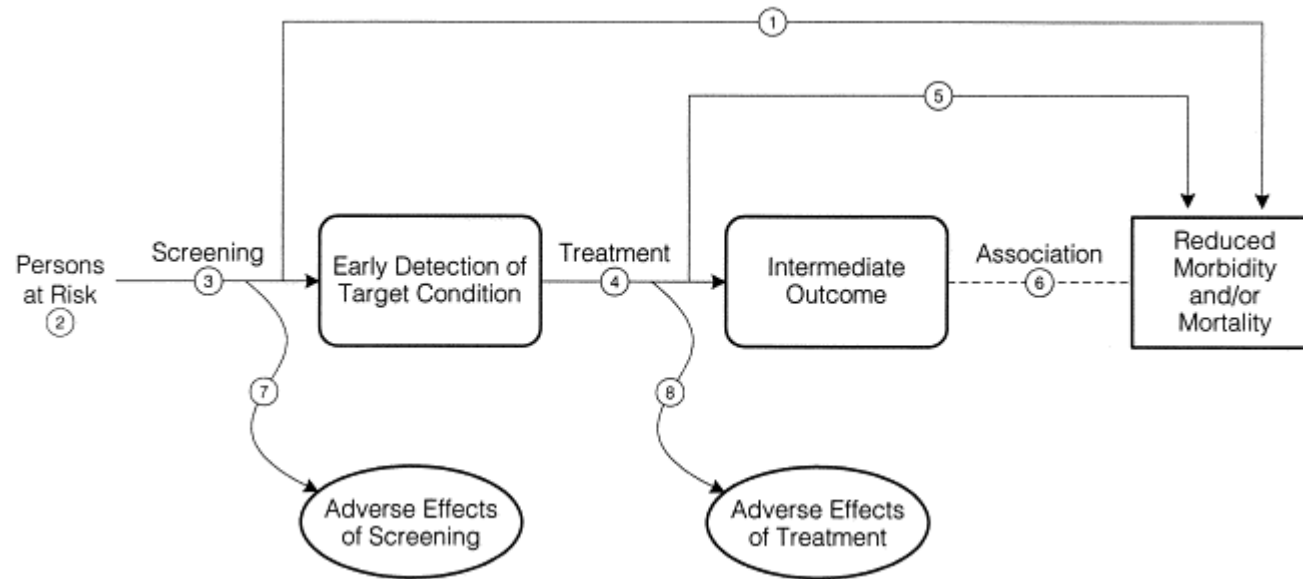 1
5
Screening
3
Persons
at Risk
2
Early Detection of
Target Condition
Treatment
4
Intermediate
Outcome
Association
6
Reduced
Morbidity
and/or
Mortality
7
8
Adverse Effects
of Screening
Adverse Effects
of Treatment